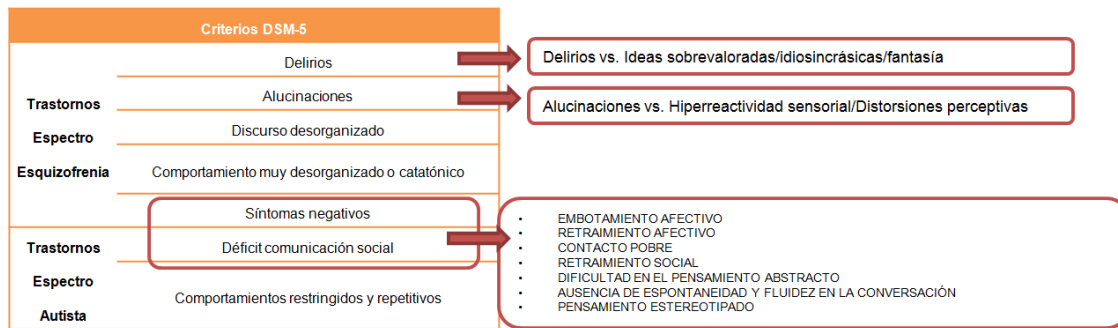 Criterios DSM-5
Trastornos
Espectro
Esquizofrenia
Delirios
Alucinaciones
Discurso desorganizado
Comportamiento muy desorganizado o catatónico
Síntomas negativos
Trastornos
Espectro
Autista
Déficit comunicación social
Comportamientos restringidos y repetitivos
Delirios vs. Ideas sobrevaloradas/idiosincrásicas/fantasía
Alucinaciones vs. Hiperreactividad sensorial/Distorsiones perceptivas
• EMBOTAMIENTO AFECTIVO
• RETRAIMIENTO AFECTIVO
• CONTACTO POBRE
• RETRAIMIENTO SOCIAL
• DIFICULTAD EN EL PENSAMIENTO ABSTRACTO
• AUSENCIA DE ESPONTANEIDAD Y FLUIDEZ EN LA CONVERSACIÓN
• PENSAMIENTO ESTEREOTIPADO